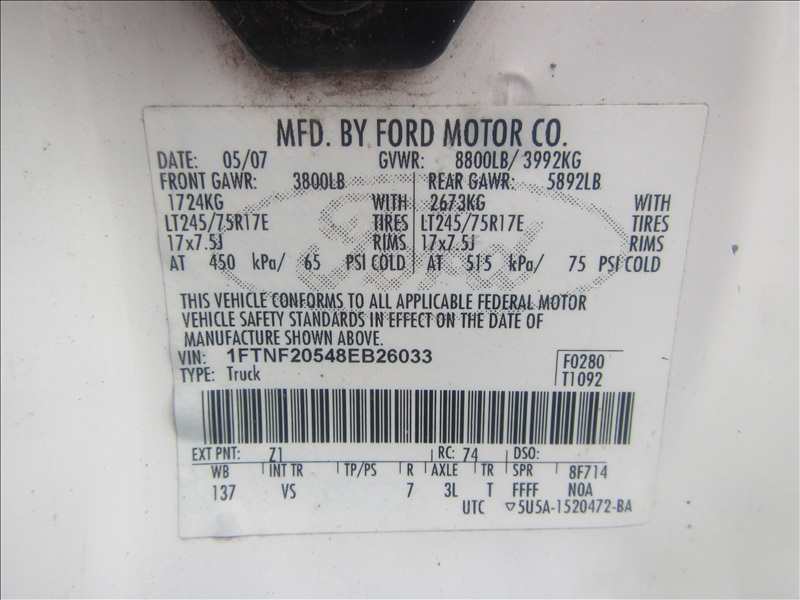 MFD. BY FORD MOTOR CO.
DATE: 05/07 GVWR: 8800LB/ 3992KG
FRONT GAWR: 3800LB REAR GAWR: 5892LB
1724KG WITH 2673KG WITH
LT245/75R17E TIRES LT245/75R17E TIRES
17x7.5J RIMS 17x7.5J RIMS
AT 450 kPa/ 65 PSI COLD AT 515 kPa/ 75 PSI COLD
Ford
THIS VEHICLE CONFORMS TO ALL APPLICABLE FEDERAL MOTOR
VEHICLE SAFETY STANDARDS IN EFFECT ON THE DATE OF
MANUFACTURE SHOWN ABOVE.
VIN: 1FTNF20548EB26033 F0280
TYPE: Truck T1092
EXT PNT: Z1 RC: 74 DSO:
WB INT TR TP/PS R AXLE TR SPR 8F714
137 VS 7 3L T FFFF N0A
UTC ▽5U5A-1520472-BA